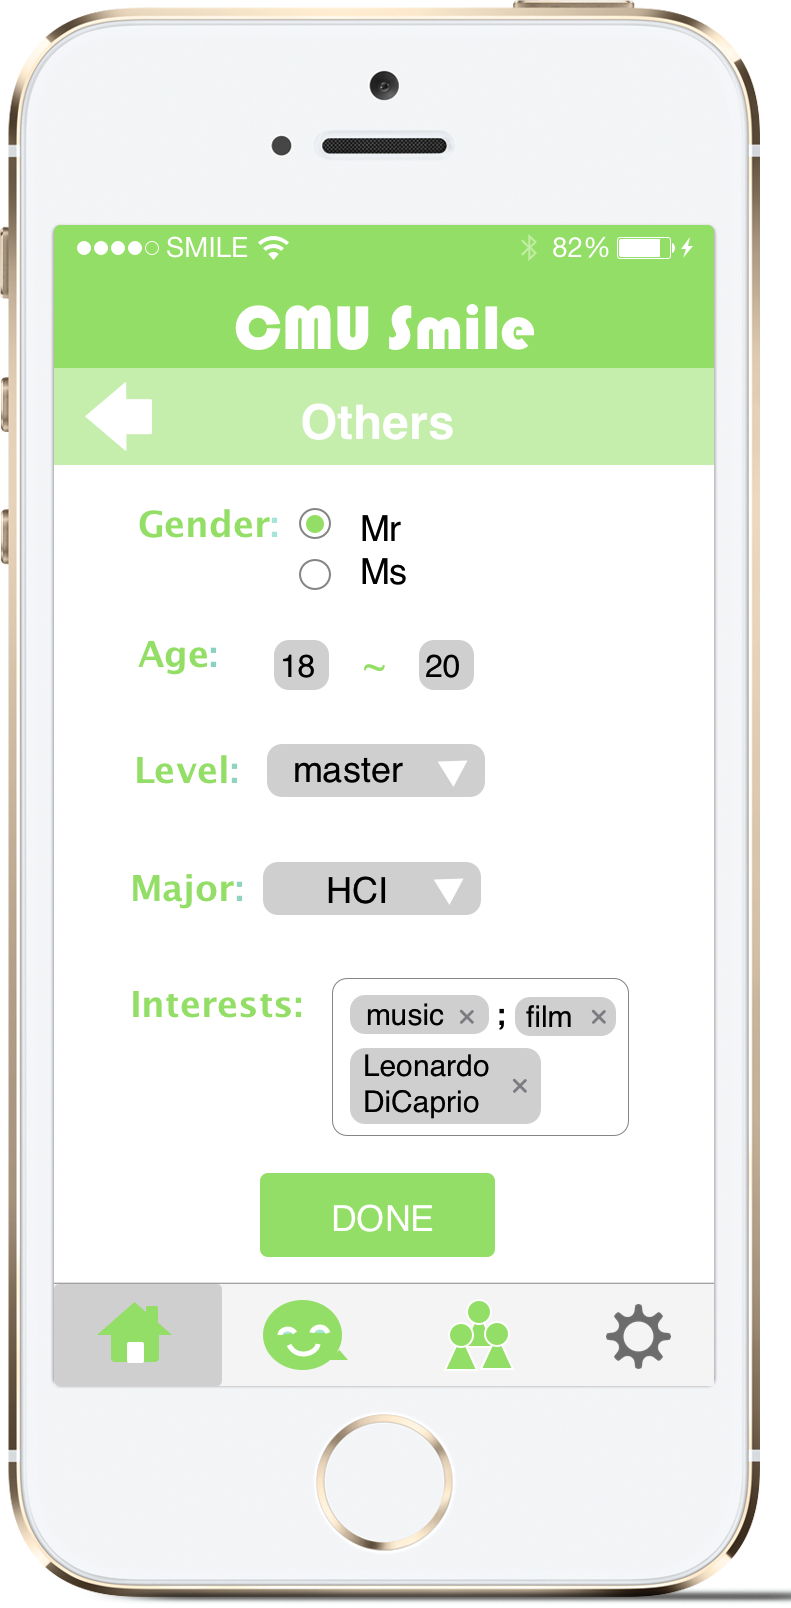 SMILE 82%
CMU Smile
Others
Gender: Mr
Ms
Age: 18 ~ 20
Level: master
Major: HCI
Interests: music × ; film ×
Leonardo
DiCaprio ×
DONE